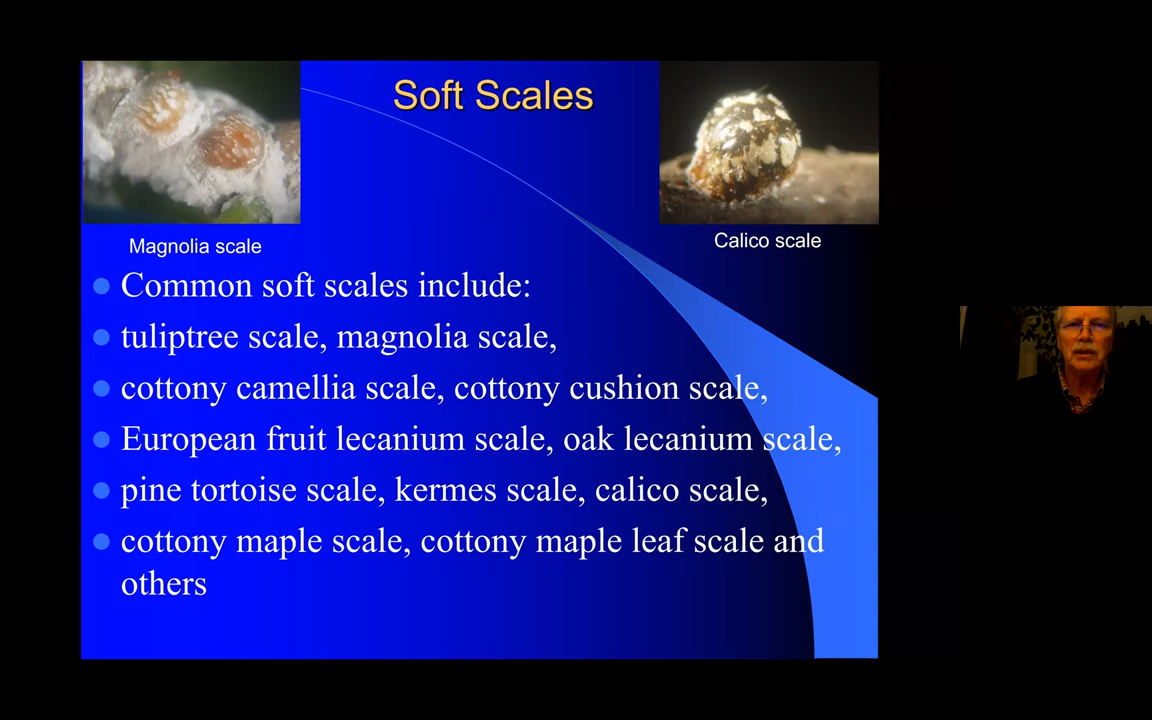 Soft Scales
Magnolia scale
Calico scale
Common soft scales include:
tuliptree scale, magnolia scale,
cottony camellia scale, cottony cushion scale,
European fruit lecanium scale, oak lecanium scale,
pine tortoise scale, kermes scale, calico scale,
cottony maple scale, cottony maple leaf scale and
others